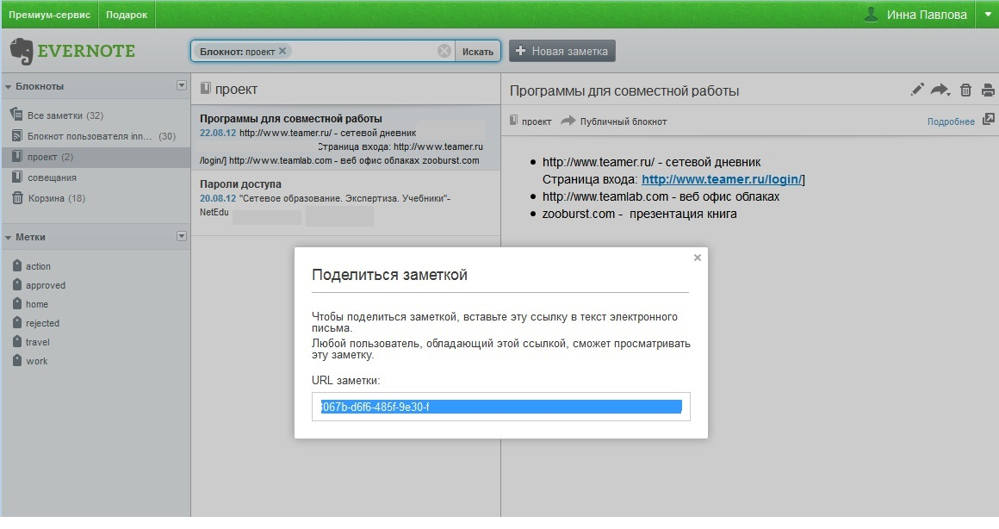 Премиум-сервис
Подарок
Инна Павлова
EVERNOTE
Блокнот: проект
Искать
Новая заметка
Блокноты
Все заметки (32)
Блокнот пользователя inn... (30)
проект (2)
совещания
Корзина (18)
Метки
action
approved
home
rejected
travel
work
проект
Программы для совместной работы
22.08.12 http://www.teamer.ru/ - сетевой дневник
Страница входа: http://www.teamer.ru
/login/] http://www.teamlab.com - веб офис облаках zooburst.com
Пароли доступа
20.08.12 "Сетевое образование. Экспертиза. Учебники"-
NetEdu
Программы для совместной работы
проект
Публичный блокнот
Подробнее
http://www.teamer.ru/ - сетевой дневник
Страница входа: http://www.teamer.ru/login/]
http://www.teamlab.com - веб офис облаках
zooburst.com - презентация книга
Поделиться заметкой
Чтобы поделиться заметкой, вставьте эту ссылку в текст электронного
письма.
Любой пользователь, обладающий этой ссылкой, сможет просматривать
эту заметку.
URL заметки:
067b-d6f6-485f-9e30-f